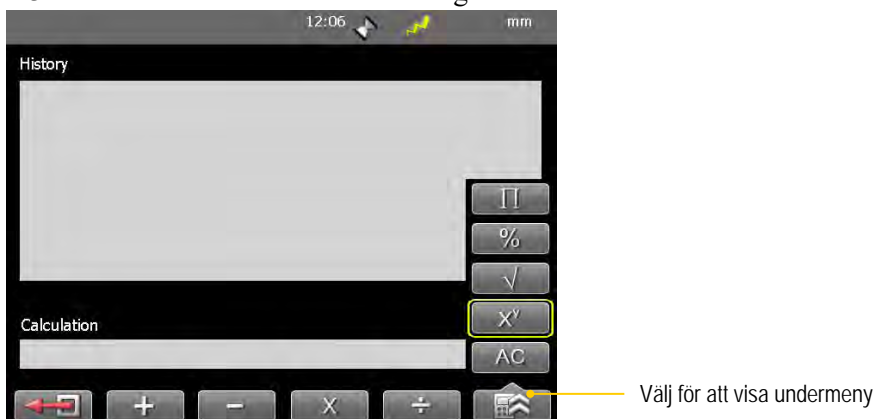 12:06 mm
History
Π
%
√
Xʸ
Calculation
AC
+ − X ÷
Välj för att visa undermeny